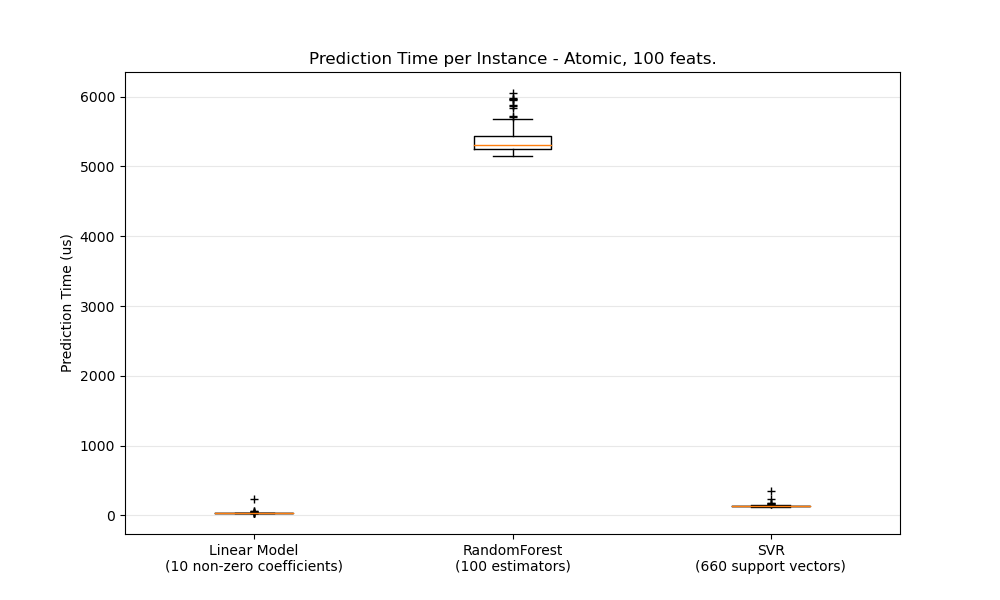 Prediction Time per Instance - Atomic, 100 feats.
Prediction Time (us)
6000
5000
4000
3000
2000
1000
0
Linear Model
(10 non-zero coefficients)
RandomForest
(100 estimators)
SVR
(660 support vectors)